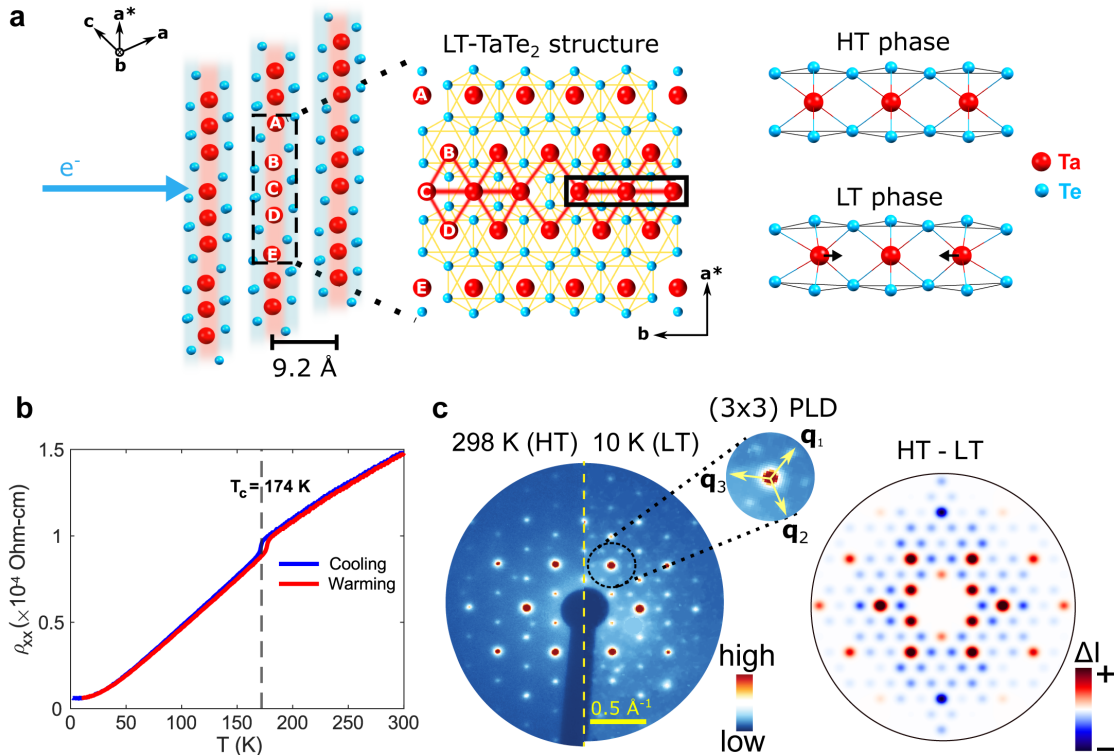 a
a*
c
a
b
e-
9.2 Å
A
B
C
D
E
LT-TaTe2 structure
A
B
C
D
E
a*
b
HT phase
Ta
Te
LT phase
b
ρxx (× 10⁴ Ohm-cm)
1.5
1
0.5
0
Tc = 174 K
Cooling
Warming
0 50 100 150 200 250 300
T (K)
c
298 K (HT) 10 K (LT)
(3x3) PLD
q1
q3
q2
0.5 Å-1
high
low
HT - LT
ΔI
+
–